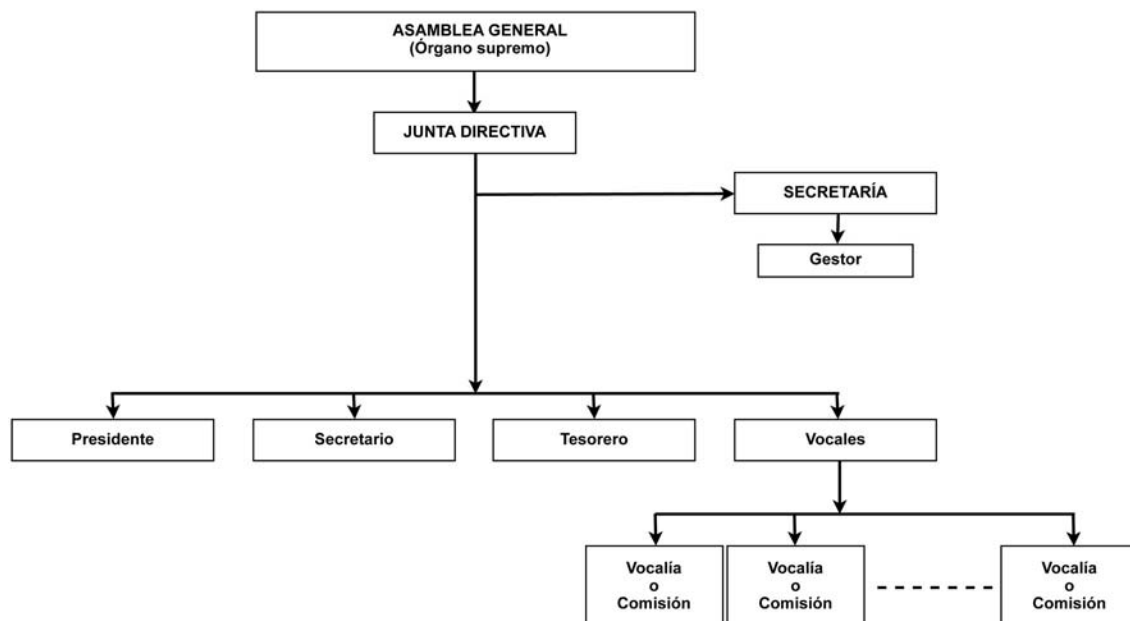 ASAMBLEA GENERAL
(Órgano supremo)
JUNTA DIRECTIVA
SECRETARÍA
Gestor
Presidente
Secretario
Tesorero
Vocales
Vocalía
o
Comisión
Vocalía
o
Comisión
Vocalía
o
Comisión